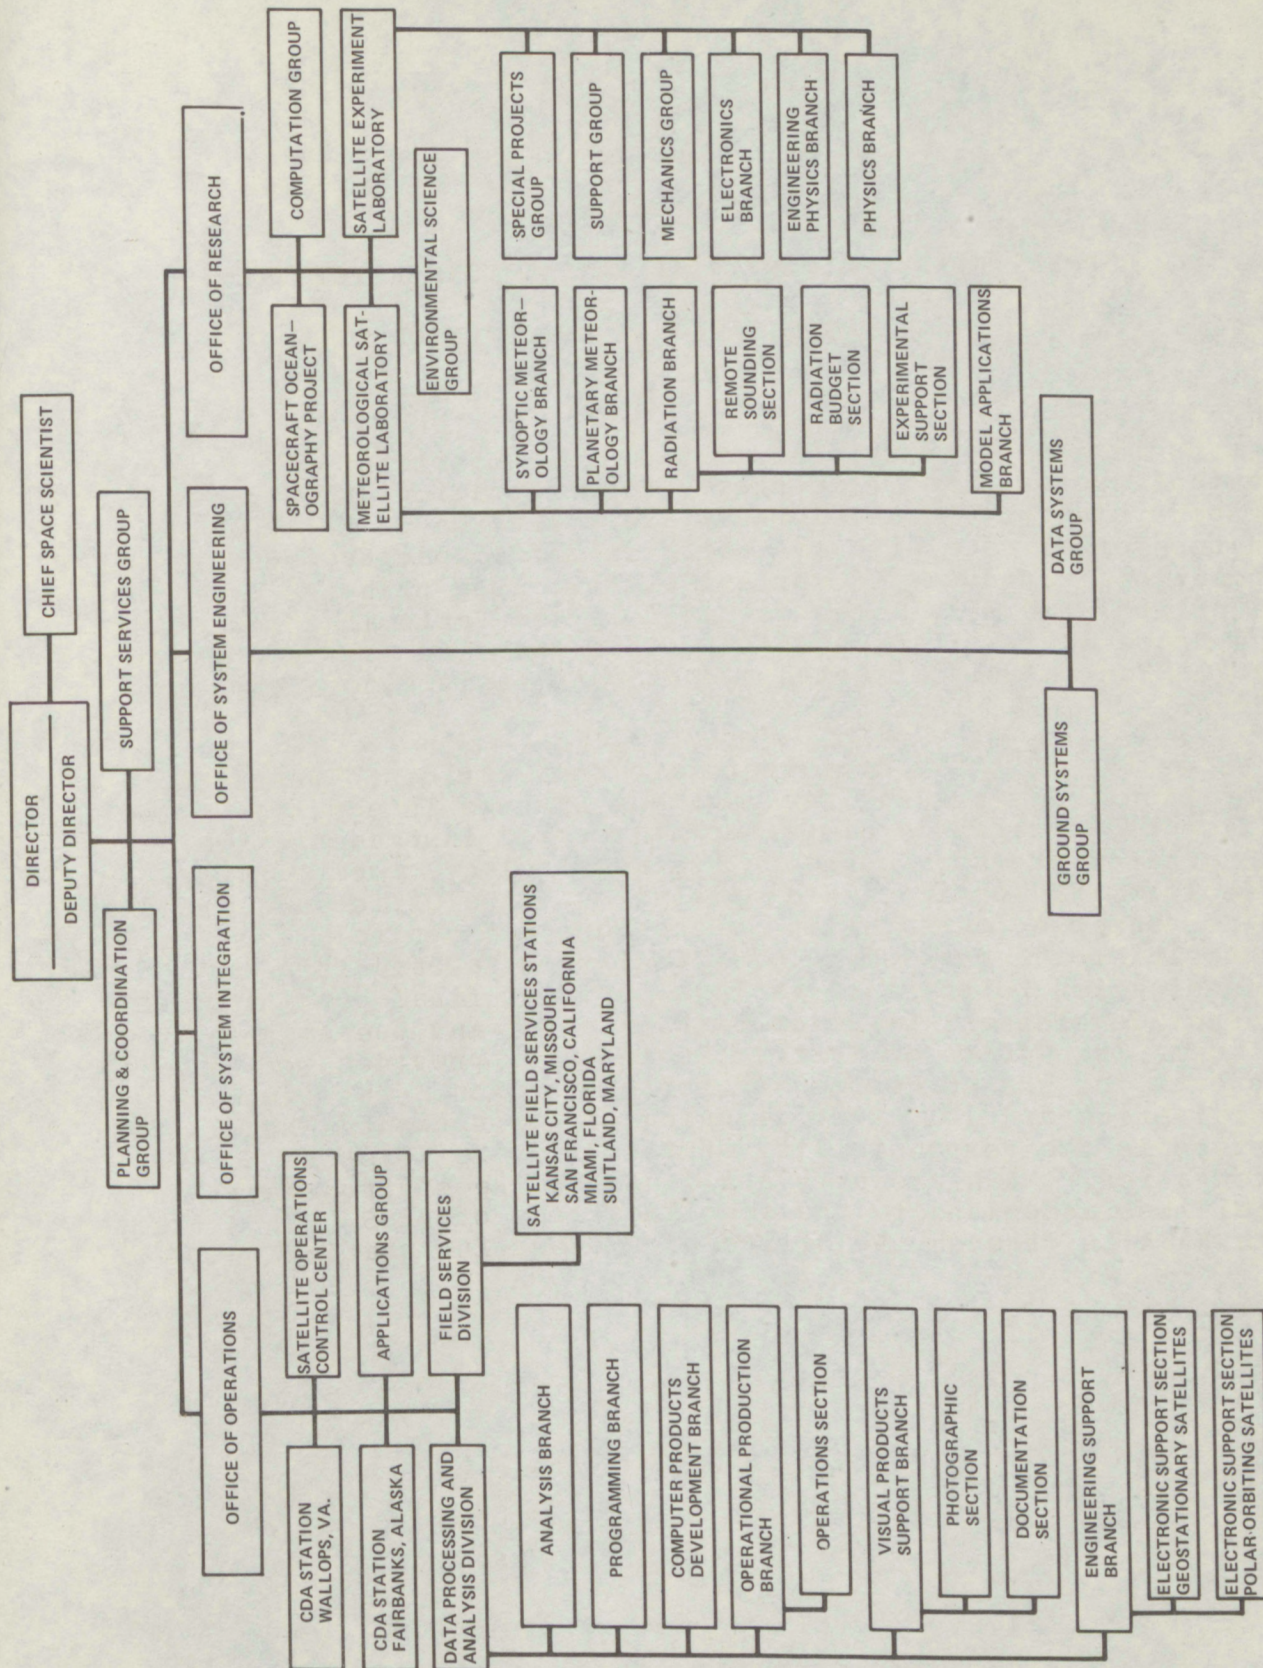 DIRECTOR
DEPUTY DIRECTOR
CHIEF SPACE SCIENTIST
PLANNING & COORDINATION
GROUP
SUPPORT SERVICES GROUP
OFFICE OF OPERATIONS
OFFICE OF SYSTEM INTEGRATION
OFFICE OF SYSTEM ENGINEERING
OFFICE OF RESEARCH
CDA STATION
WALLOPS, VA.
SATELLITE OPERATIONS
CONTROL CENTER
CDA STATION
FAIRBANKS, ALASKA
APPLICATIONS GROUP
DATA PROCESSING AND
ANALYSIS DIVISION
FIELD SERVICES
DIVISION
ANALYSIS BRANCH
PROGRAMMING BRANCH
COMPUTER PRODUCTS
DEVELOPMENT BRANCH
OPERATIONAL PRODUCTION
BRANCH
OPERATIONS SECTION
VISUAL PRODUCTS
SUPPORT BRANCH
PHOTOGRAPHIC
SECTION
DOCUMENTATION
SECTION
ENGINEERING SUPPORT
BRANCH
ELECTRONIC SUPPORT SECTION
GEOSTATIONARY SATELLITES
ELECTRONIC SUPPORT SECTION
POLAR-ORBITING SATELLITES
SATELLITE FIELD SERVICES STATIONS
KANSAS CITY, MISSOURI
SAN FRANCISCO, CALIFORNIA
MIAMI, FLORIDA
SUITLAND, MARYLAND
GROUND SYSTEMS
GROUP
DATA SYSTEMS
GROUP
SPACECRAFT OCEAN—
OGRAPHY PROJECT
COMPUTATION GROUP
METEOROLOGICAL SAT-
ELLITE LABORATORY
SATELLITE EXPERIMENT
LABORATORY
ENVIRONMENTAL SCIENCE
GROUP
SYNOPTIC METEOR—
OLOGY BRANCH
PLANETARY METEOR-
OLOGY BRANCH
RADIATION BRANCH
REMOTE
SOUNDING
SECTION
RADIATION
BUDGET
SECTION
EXPERIMENTAL
SUPPORT
SECTION
MODEL APPLICATIONS
BRANCH
SPECIAL PROJECTS
GROUP
SUPPORT GROUP
MECHANICS GROUP
ELECTRONICS
BRANCH
ENGINEERING
PHYSICS BRANCH
PHYSICS BRANCH